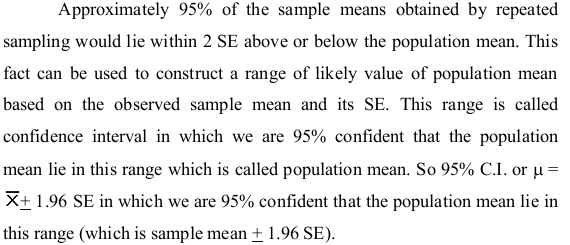 Approximately 95% of the sample means obtained by repeated
sampling would lie within 2 SE above or below the population mean. This
fact can be used to construct a range of likely value of population mean
based on the observed sample mean and its SE. This range is called
confidence interval in which we are 95% confident that the population
mean lie in this range which is called population mean. So 95% C.I. or μ =
X̅ ± 1.96 SE in which we are 95% confident that the population mean lie in
this range (which is sample mean ± 1.96 SE).